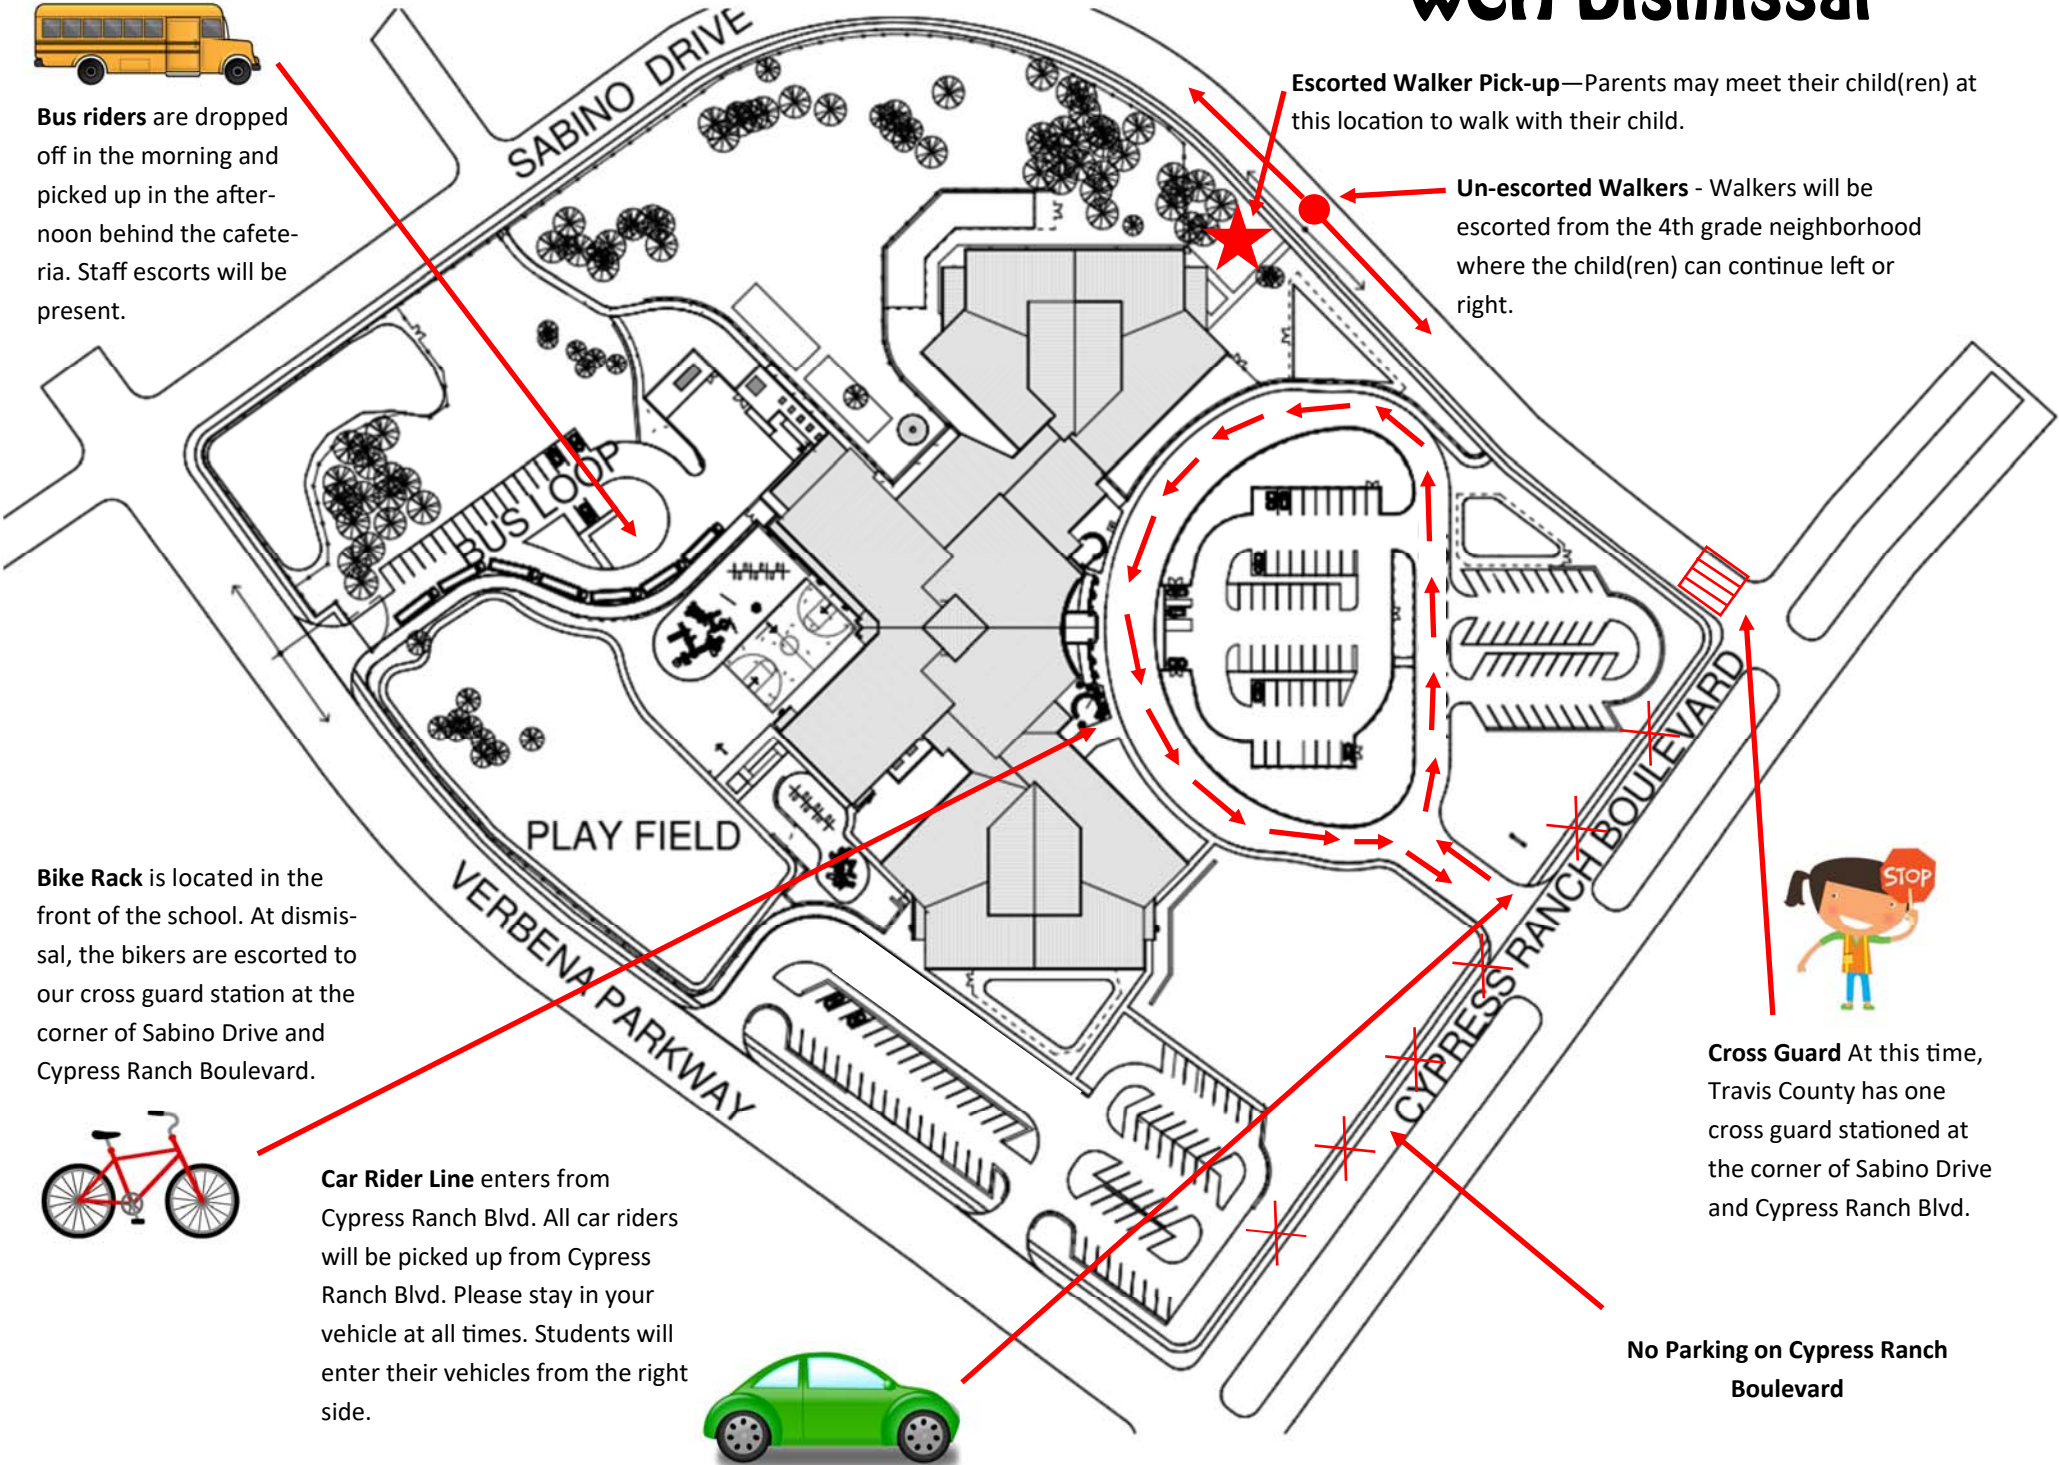 Dismissal
Escorted Walker Pick-up—Parents may meet their child(ren) at
this location to walk with their child.
Un-escorted Walkers - Walkers will be
escorted from the 4th grade neighborhood
where the child(ren) can continue left or
right.
Bus riders are dropped
off in the morning and
picked up in the after-
noon behind the cafete-
ria. Staff escorts will be
present.
SABINO DRIVE
BUS LOOP
PLAY FIELD
VERBENA PARKWAY
CYPRESS RANCH BOULEVARD
STOP
Bike Rack is located in the
front of the school. At dismis-
sal, the bikers are escorted to
our cross guard station at the
corner of Sabino Drive and
Cypress Ranch Boulevard.
Cross Guard At this time,
Travis County has one
cross guard stationed at
the corner of Sabino Drive
and Cypress Ranch Blvd.
Car Rider Line enters from
Cypress Ranch Blvd. All car riders
will be picked up from Cypress
Ranch Blvd. Please stay in your
vehicle at all times. Students will
enter their vehicles from the right
side.
No Parking on Cypress Ranch
Boulevard